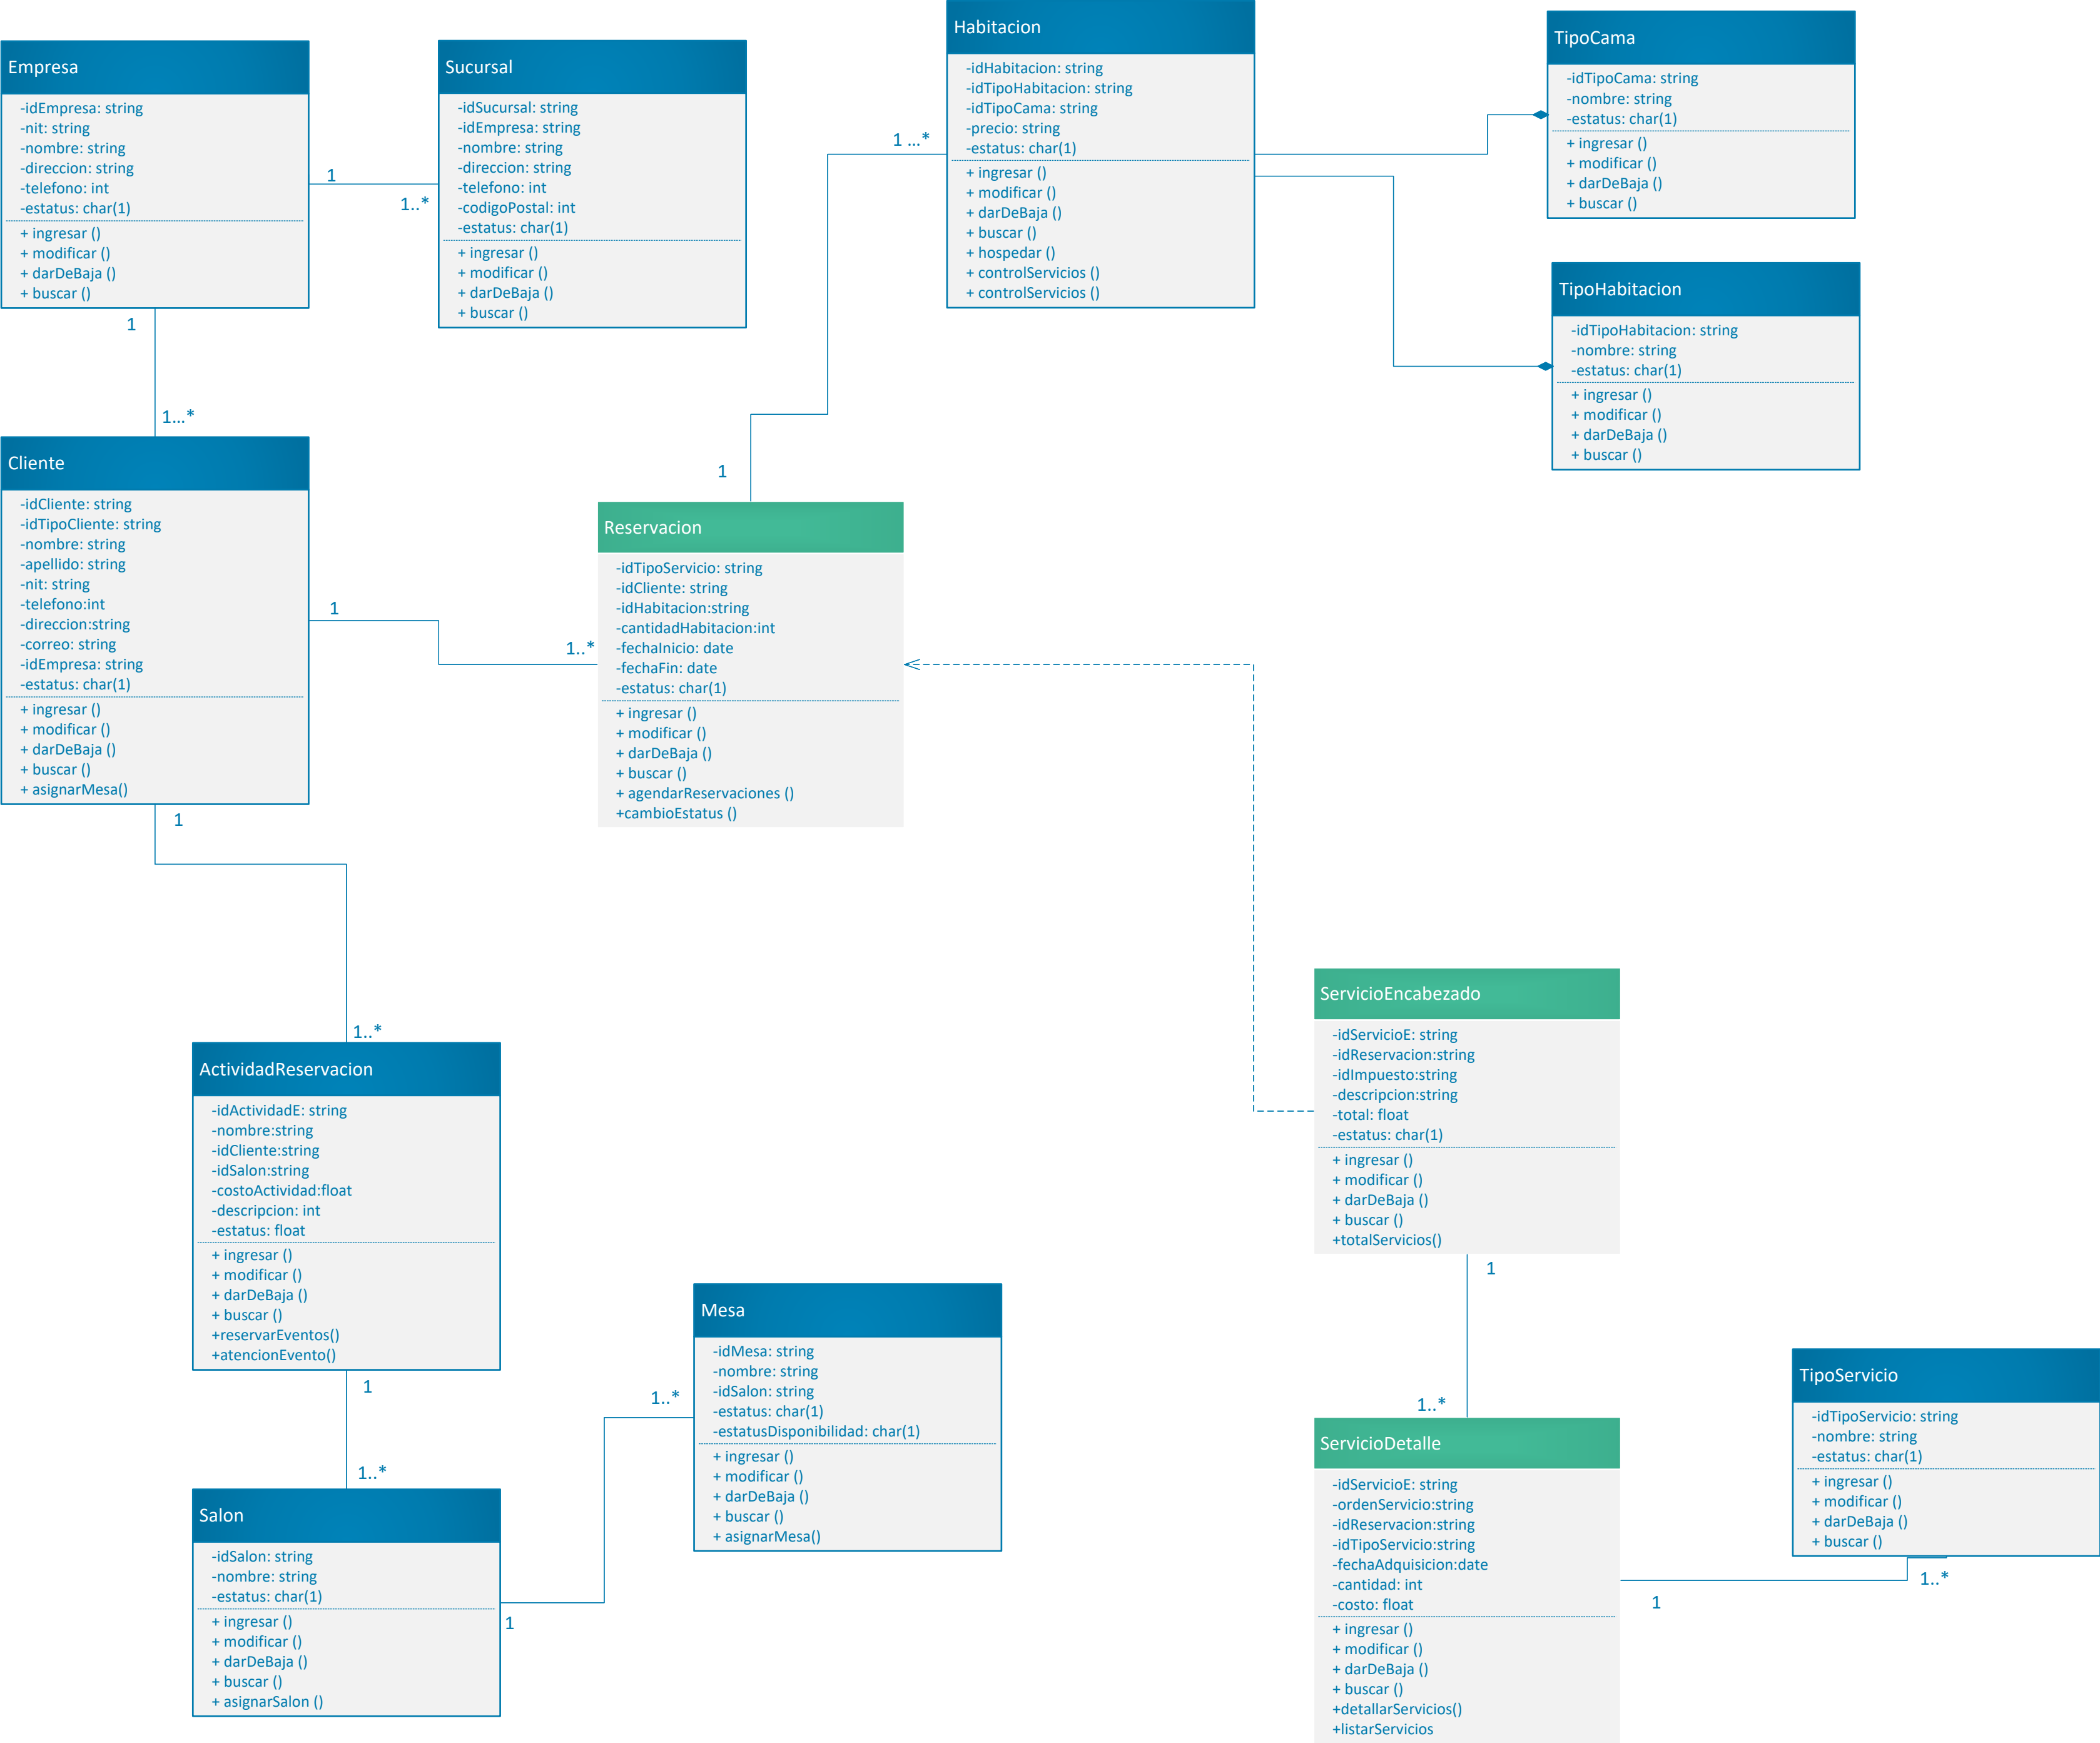 Empresa
-idEmpresa: string
-nit: string
-nombre: string
-direccion: string
-telefono: int
-estatus: char(1)
+ ingresar ()
+ modificar ()
+ darDeBaja ()
+ buscar ()
1
1..*
Sucursal
-idSucursal: string
-idEmpresa: string
-nombre: string
-direccion: string
-telefono: int
-codigoPostal: int
-estatus: char(1)
+ ingresar ()
+ modificar ()
+ darDeBaja ()
+ buscar ()
Habitacion
-idHabitacion: string
-idTipoHabitacion: string
-idTipoCama: string
-precio: string
-estatus: char(1)
+ ingresar ()
+ modificar ()
+ darDeBaja ()
+ buscar ()
+ hospedar ()
+ controlServicios ()
+ controlServicios ()
1 ...*
TipoCama
-idTipoCama: string
-nombre: string
-estatus: char(1)
+ ingresar ()
+ modificar ()
+ darDeBaja ()
+ buscar ()
TipoHabitacion
-idTipoHabitacion: string
-nombre: string
-estatus: char(1)
+ ingresar ()
+ modificar ()
+ darDeBaja ()
+ buscar ()
1
1...*
Cliente
-idCliente: string
-idTipoCliente: string
-nombre: string
-apellido: string
-nit: string
-telefono:int
-direccion:string
-correo: string
-idEmpresa: string
-estatus: char(1)
+ ingresar ()
+ modificar ()
+ darDeBaja ()
+ buscar ()
+ asignarMesa()
1
1..*
1
Reservacion
-idTipoServicio: string
-idCliente: string
-idHabitacion:string
-cantidadHabitacion:int
-fechaInicio: date
-fechaFin: date
-estatus: char(1)
+ ingresar ()
+ modificar ()
+ darDeBaja ()
+ buscar ()
+ agendarReservaciones ()
+cambioEstatus ()
1
1..*
ActividadReservacion
-idActividadE: string
-nombre:string
-idCliente:string
-idSalon:string
-costoActividad:float
-descripcion: int
-estatus: float
+ ingresar ()
+ modificar ()
+ darDeBaja ()
+ buscar ()
+reservarEventos()
+atencionEvento()
1
1..*
Salon
-idSalon: string
-nombre: string
-estatus: char(1)
+ ingresar ()
+ modificar ()
+ darDeBaja ()
+ buscar ()
+ asignarSalon ()
1
1..*
Mesa
-idMesa: string
-nombre: string
-idSalon: string
-estatus: char(1)
-estatusDisponibilidad: char(1)
+ ingresar ()
+ modificar ()
+ darDeBaja ()
+ buscar ()
+ asignarMesa()
ServicioEncabezado
-idServicioE: string
-idReservacion:string
-idImpuesto:string
-descripcion:string
-total: float
-estatus: char(1)
+ ingresar ()
+ modificar ()
+ darDeBaja ()
+ buscar ()
+totalServicios()
1
1..*
ServicioDetalle
-idServicioE: string
-ordenServicio:string
-idReservacion:string
-idTipoServicio:string
-fechaAdquisicion:date
-cantidad: int
-costo: float
+ ingresar ()
+ modificar ()
+ darDeBaja ()
+ buscar ()
+detallarServicios()
+listarServicios
1
1..*
TipoServicio
-idTipoServicio: string
-nombre: string
-estatus: char(1)
+ ingresar ()
+ modificar ()
+ darDeBaja ()
+ buscar ()